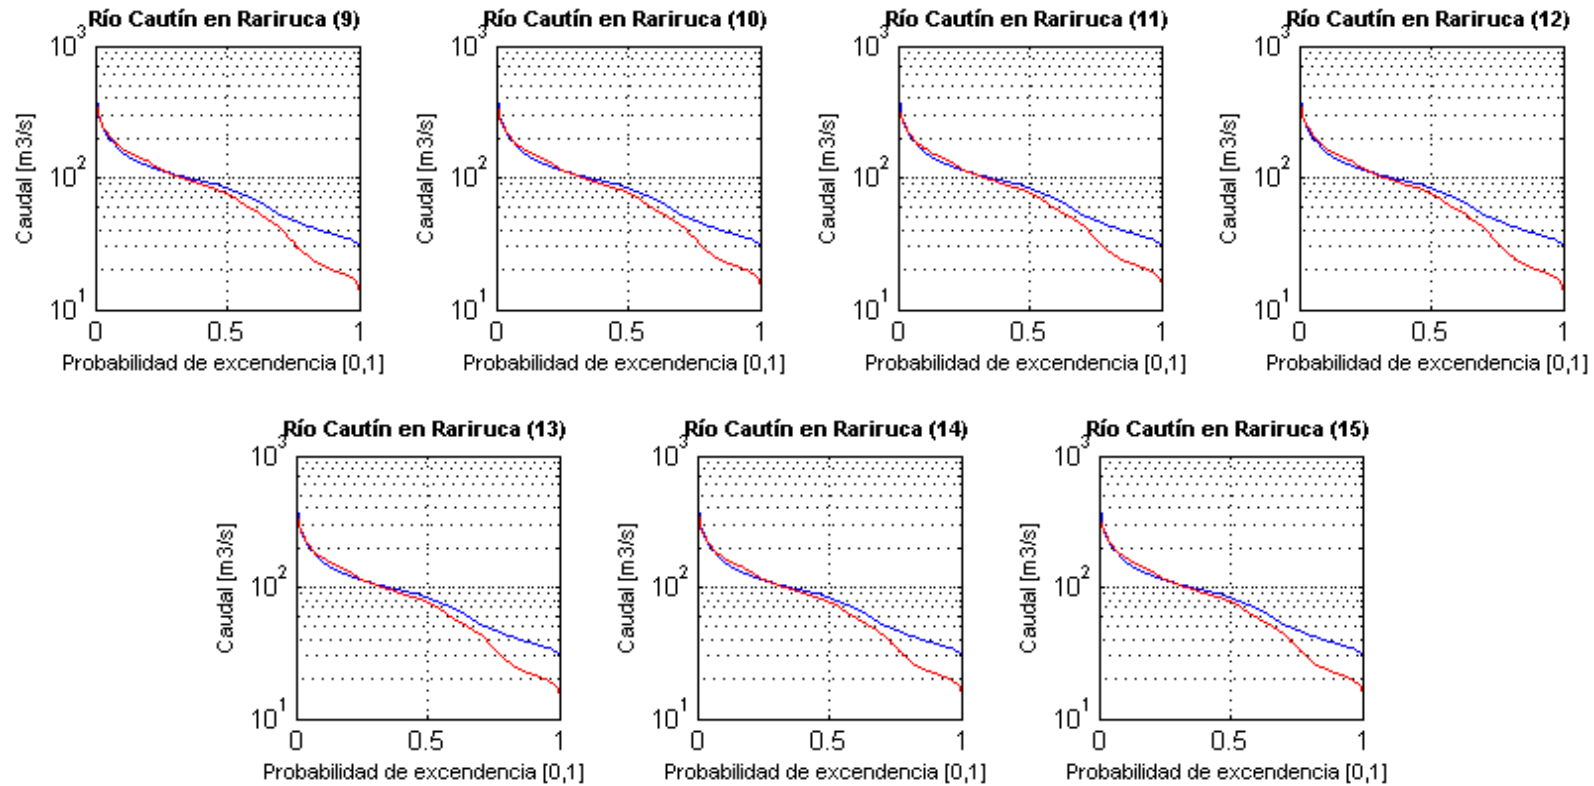 Río Cautín en Rariruca (9)
10^3
10^2
10^1
Caudal [m3/s]
0 0.5 1
Probabilidad de excendencia [0,1]
Río Cautín en Rariruca (10)
10^3
10^2
10^1
Caudal [m3/s]
0 0.5 1
Probabilidad de excendencia [0,1]
Río Cautín en Rariruca (11)
10^3
10^2
10^1
Caudal [m3/s]
0 0.5 1
Probabilidad de excendencia [0,1]
Río Cautín en Rariruca (12)
10^3
10^2
10^1
Caudal [m3/s]
0 0.5 1
Probabilidad de excendencia [0,1]
Río Cautín en Rariruca (13)
10^3
10^2
10^1
Caudal [m3/s]
0 0.5 1
Probabilidad de excendencia [0,1]
Río Cautín en Rariruca (14)
10^3
10^2
10^1
Caudal [m3/s]
0 0.5 1
Probabilidad de excendencia [0,1]
Río Cautín en Rariruca (15)
10^3
10^2
10^1
Caudal [m3/s]
0 0.5 1
Probabilidad de excendencia [0,1]